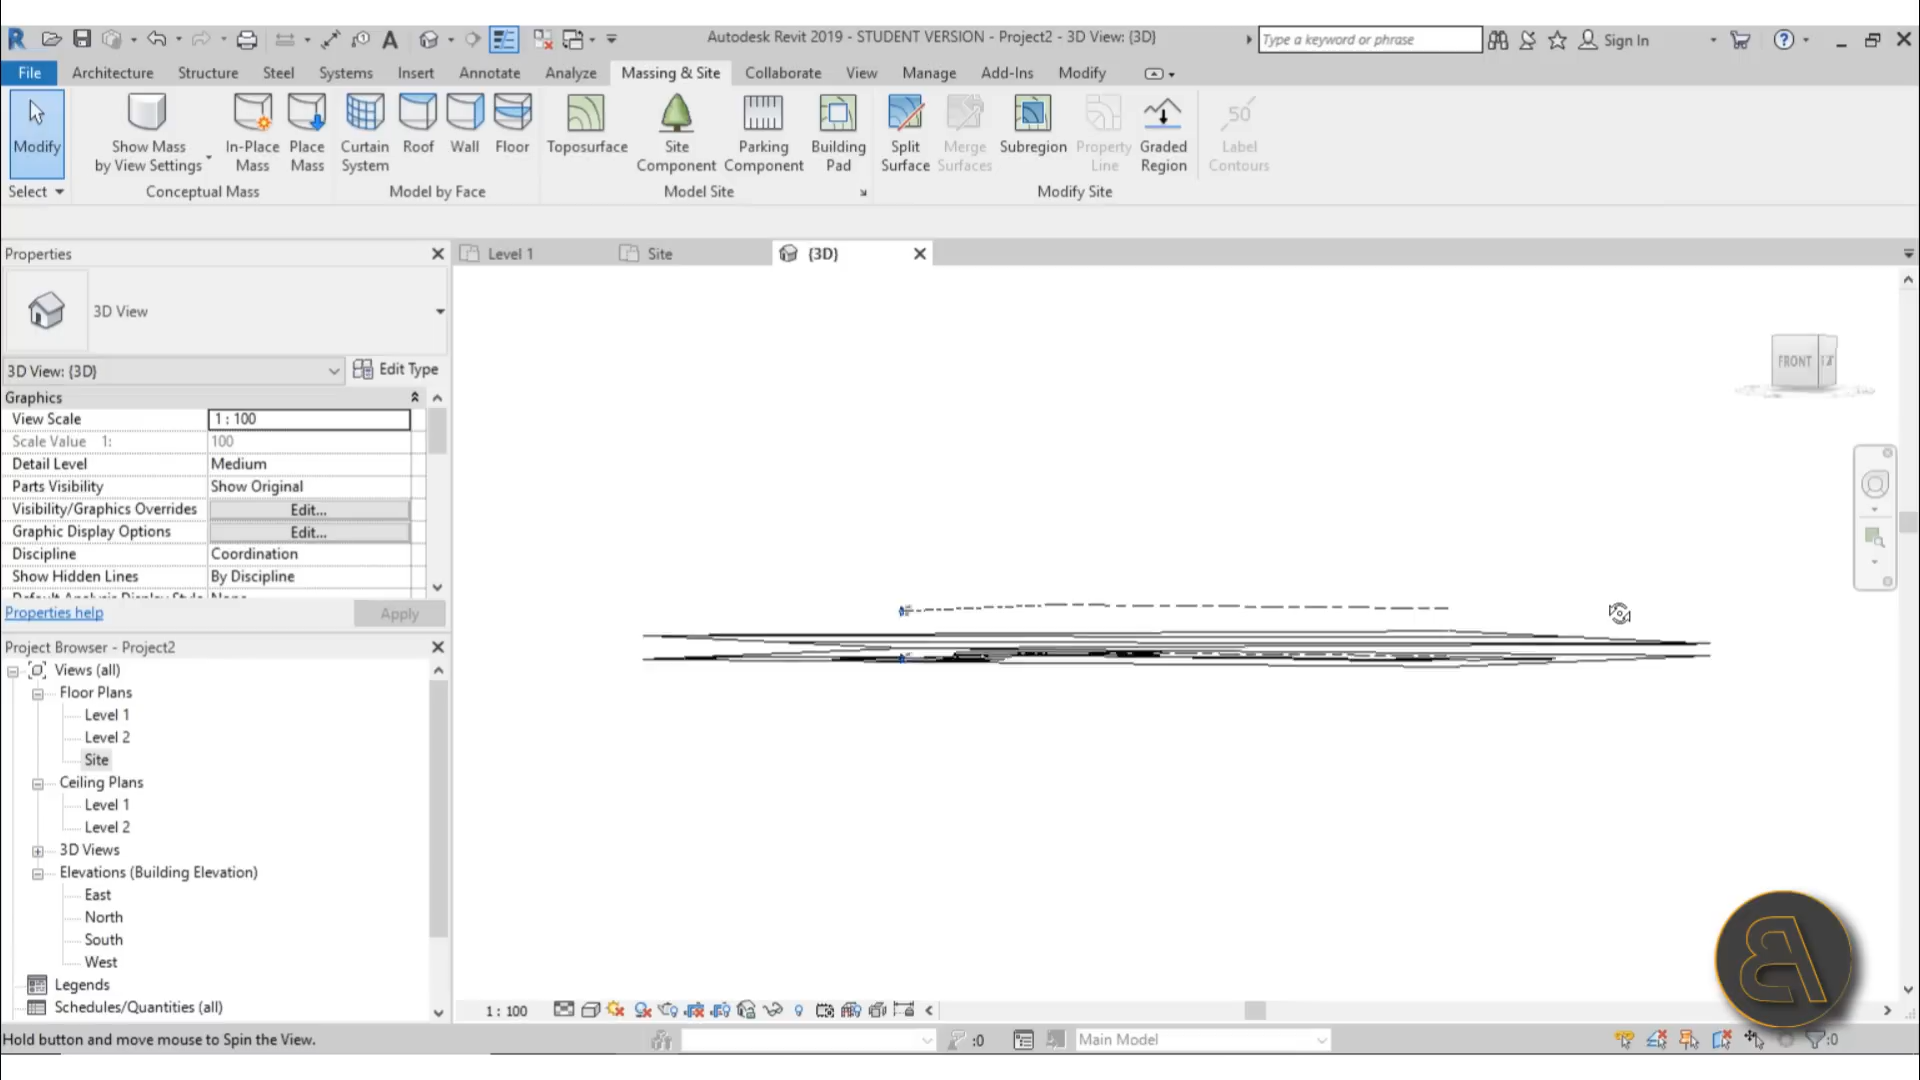 Autodesk Revit 2019 - STUDENT VERSION - Project2 - 3D View: {3D}
Type a keyword or phrase
Sign In
File Architecture Structure Steel Systems Insert Annotate Analyze Massing & Site Collaborate View Manage Add-Ins Modify
Modify
Show Mass
by View Settings
In-Place
Mass
Place
Mass
Curtain
System
Roof
Wall
Floor
Toposurface
Site
Component
Parking
Component
Building
Pad
Split
Surface
Merge
Surfaces
Subregion
Property
Line
Graded
Region
50
Label
Contours
Select
Conceptual Mass
Model by Face
Model Site
Modify Site
Properties
Level 1
Site
{3D}
3D View
3D View: {3D}
Edit Type
Graphics
View Scale 1 : 100
Scale Value 1: 100
Detail Level Medium
Parts Visibility Show Original
Visibility/Graphics Overrides Edit...
Graphic Display Options Edit...
Discipline Coordination
Show Hidden Lines By Discipline
Properties help
Apply
FRONT
Project Browser - Project2
Views (all)
Floor Plans
Level 1
Level 2
Site
Ceiling Plans
Level 1
Level 2
3D Views
Elevations (Building Elevation)
East
North
South
West
Legends
Schedules/Quantities (all)
1 : 100
Hold button and move mouse to Spin the View.
:0
Main Model
:0